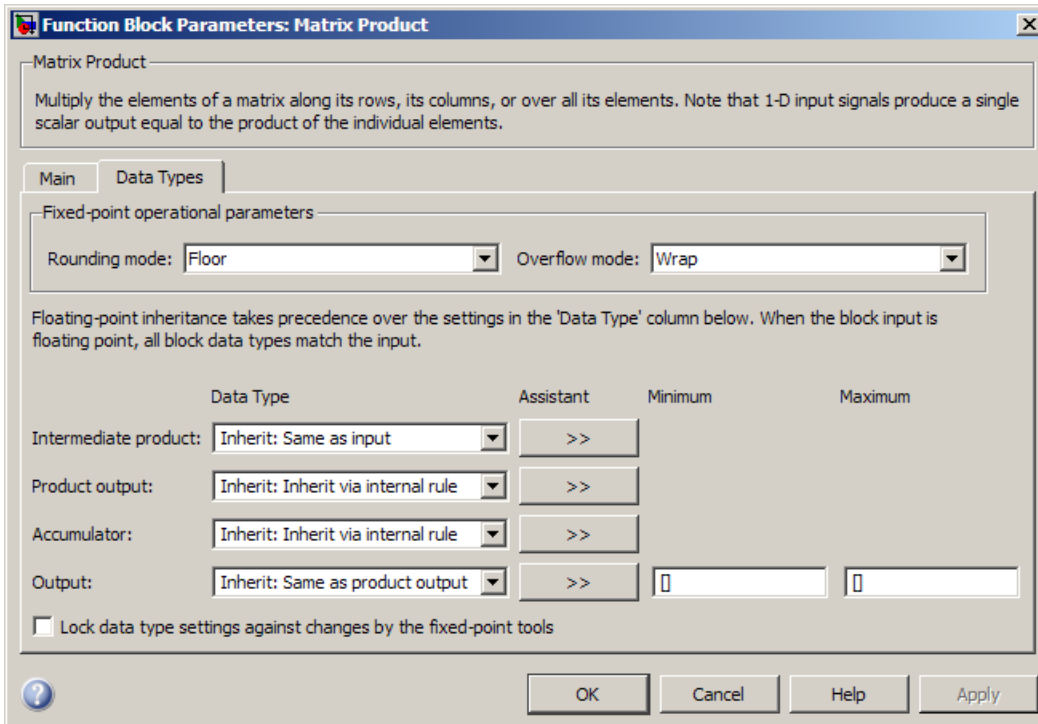 Function Block Parameters: Matrix Product
Matrix Product
Multiply the elements of a matrix along its rows, its columns, or over all its elements. Note that 1-D input signals produce a single
scalar output equal to the product of the individual elements.
Main Data Types
Fixed-point operational parameters
Rounding mode: Floor Overflow mode: Wrap
Floating-point inheritance takes precedence over the settings in the 'Data Type' column below. When the block input is
floating point, all block data types match the input.
Data Type Assistant Minimum Maximum
Intermediate product: Inherit: Same as input >>
Product output: Inherit: Inherit via internal rule >>
Accumulator: Inherit: Inherit via internal rule >>
Output: Inherit: Same as product output >> [] []
Lock data type settings against changes by the fixed-point tools
? OK Cancel Help Apply